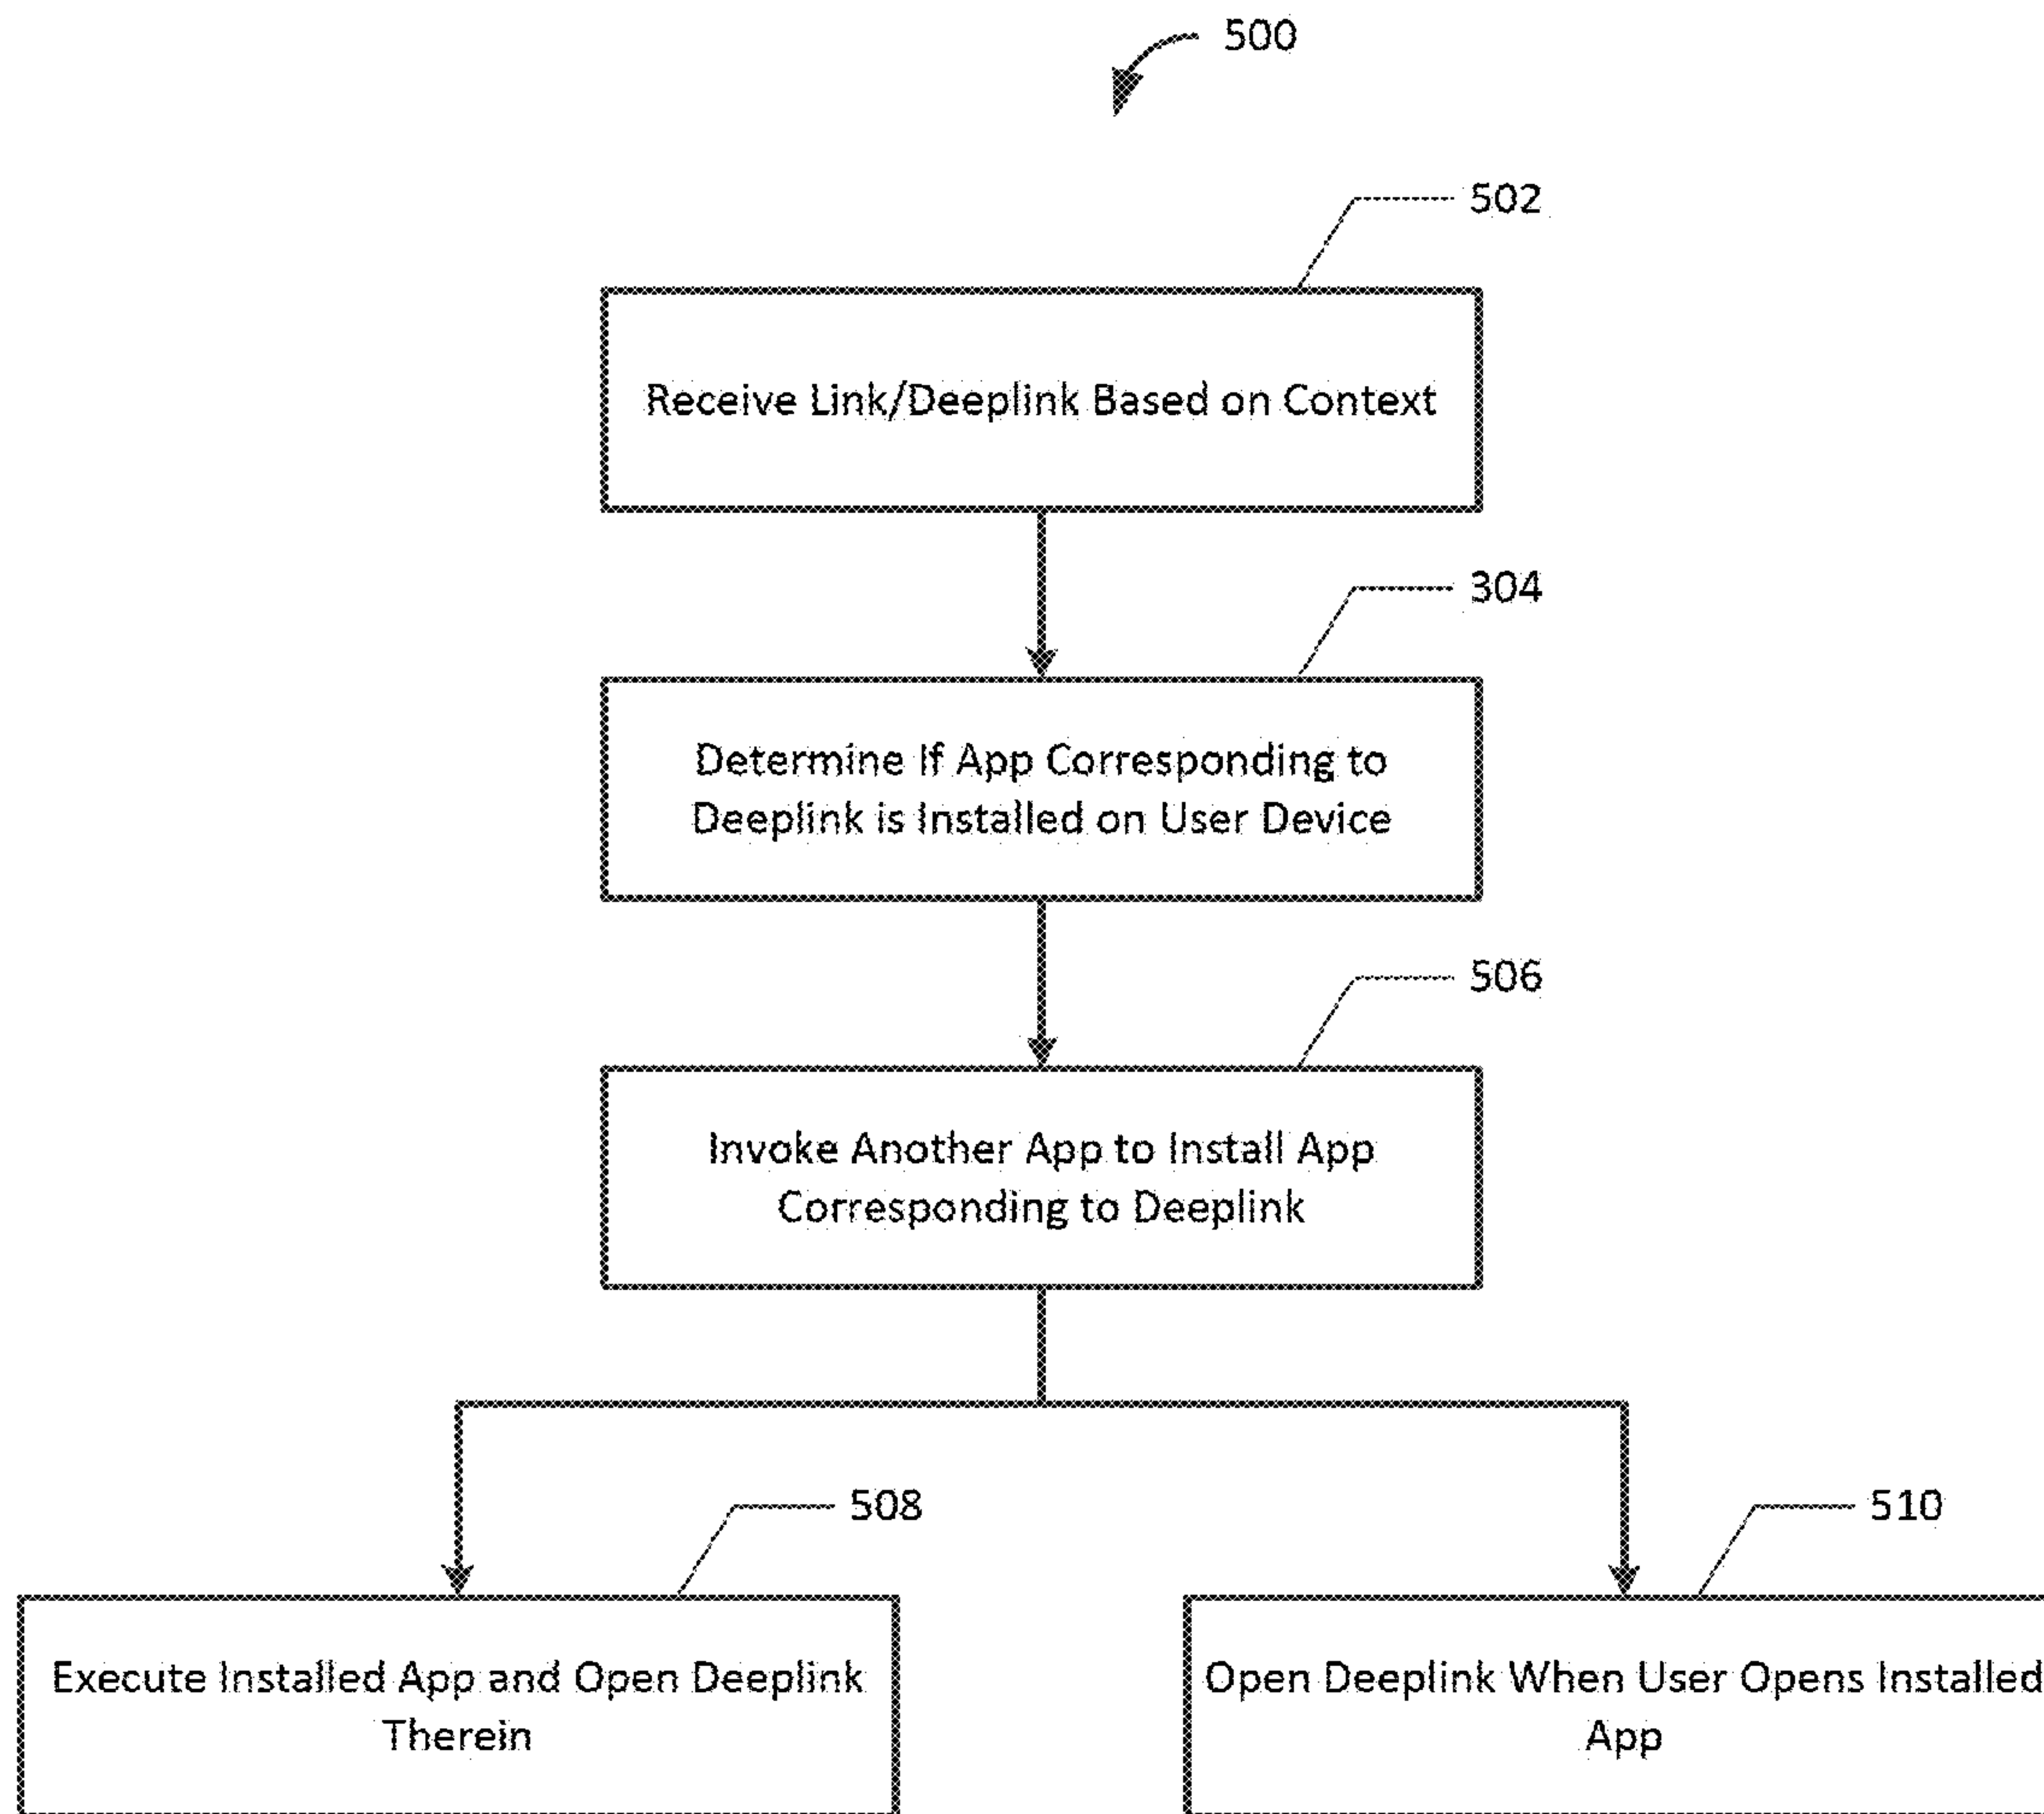 500
502
Receive Link/Deeplink Based on Context
304
Determine If App Corresponding to
Deeplink is Installed on User Device
506
Invoke Another App to Install App
Corresponding to Deeplink
508
Execute Installed App and Open Deeplink
Therein
510
Open Deeplink When User Opens Installed
App